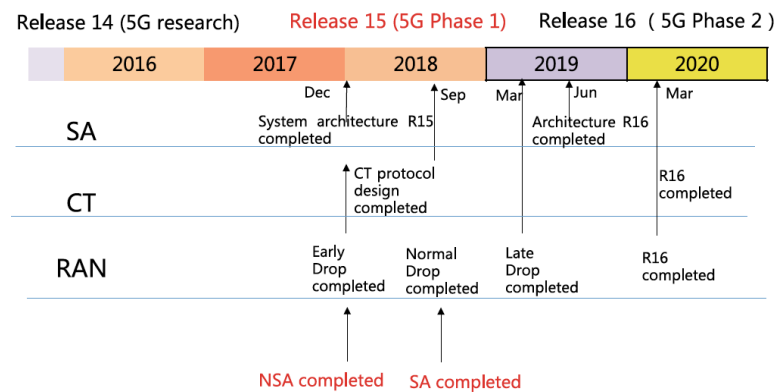 Release 14 (5G research) Release 15 (5G Phase 1) Release 16 ( 5G Phase 2 )
2016 2017 2018 2019 2020
Dec Sep Mar Jun Mar
SA
System architecture R15
completed
Architecture R16
completed
CT
CT protocol
design
completed
R16
completed
RAN
Early
Drop
completed
Normal
Drop
completed
Late
Drop
completed
R16
completed
NSA completed SA completed